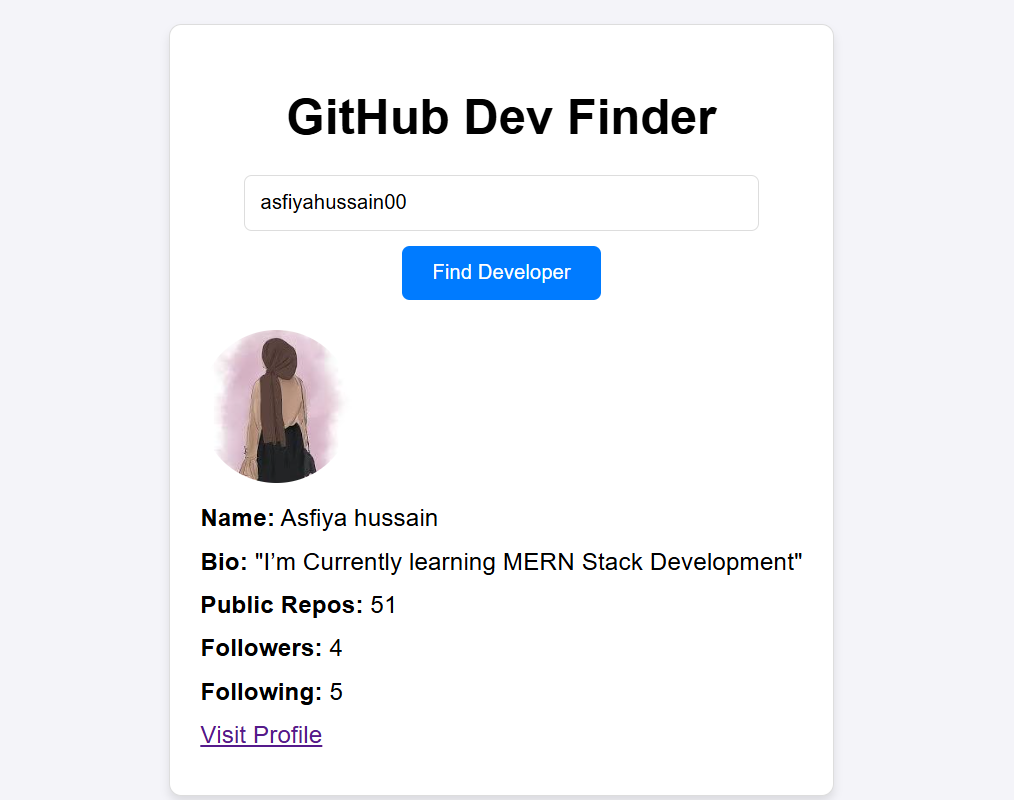 GitHub Dev Finder
asfiyahussain00
Find Developer
Name: Asfiya hussain
Bio: "I’m Currently learning MERN Stack Development"
Public Repos: 51
Followers: 4
Following: 5
Visit Profile